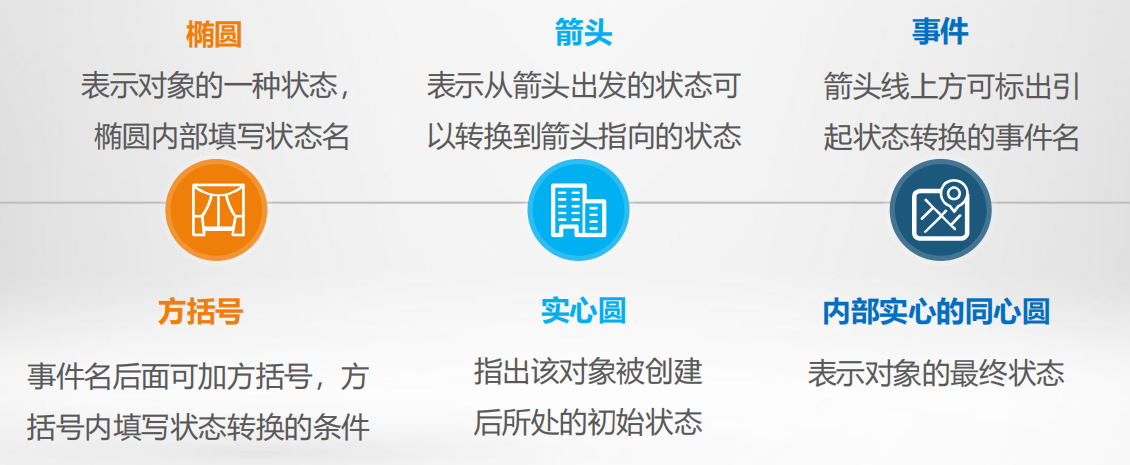 椭圆
表示对象的一种状态，
椭圆内部填写状态名
箭头
表示从箭头出发的状态可
以转换到箭头指向的状态
事件
箭头线上方可标出引
起状态转换的事件名
方括号
事件名后面可加方括号，方
括号内填写状态转换的条件
实心圆
指出该对象被创建
后所处的初始状态
内部实心的同心圆
表示对象的最终状态